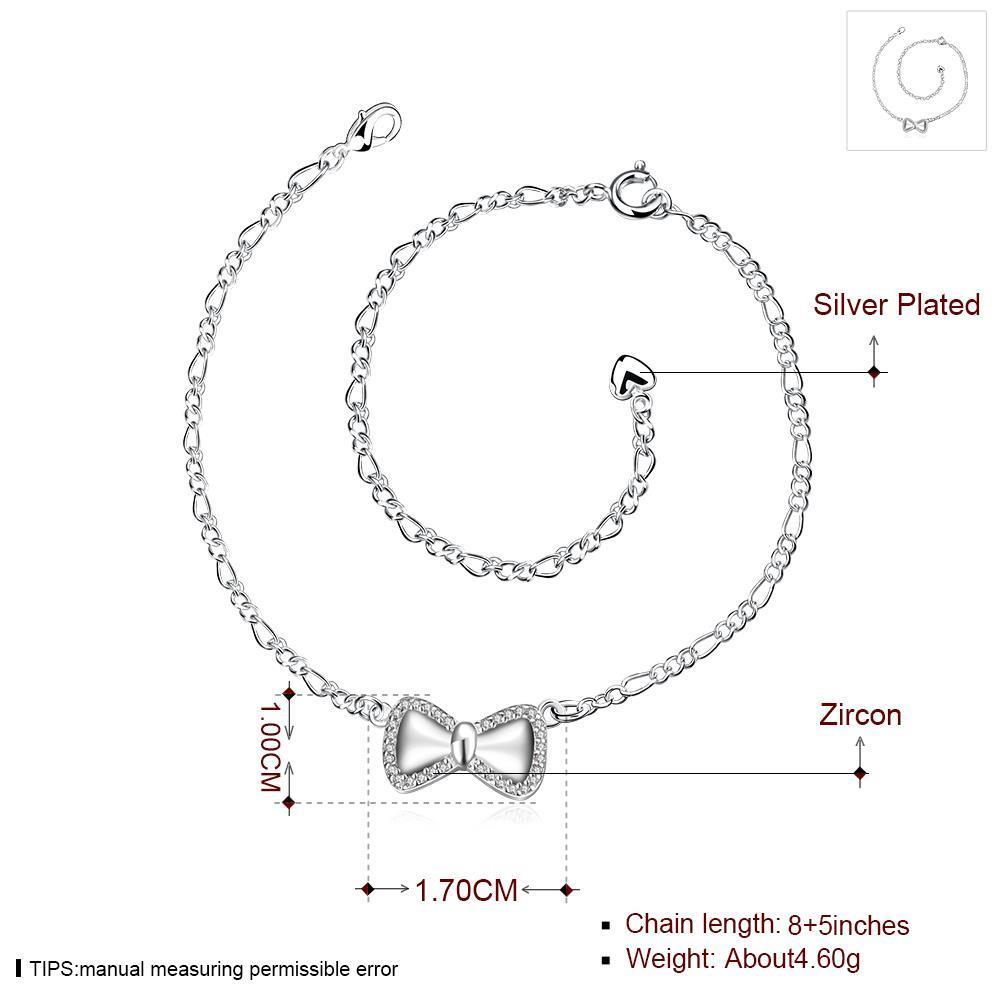 Silver Plated
Zircon
1.00CM
1.70CM
▪ Chain length: 8+5inches
▪ Weight: About4.60g
TIPS:manual measuring permissible error